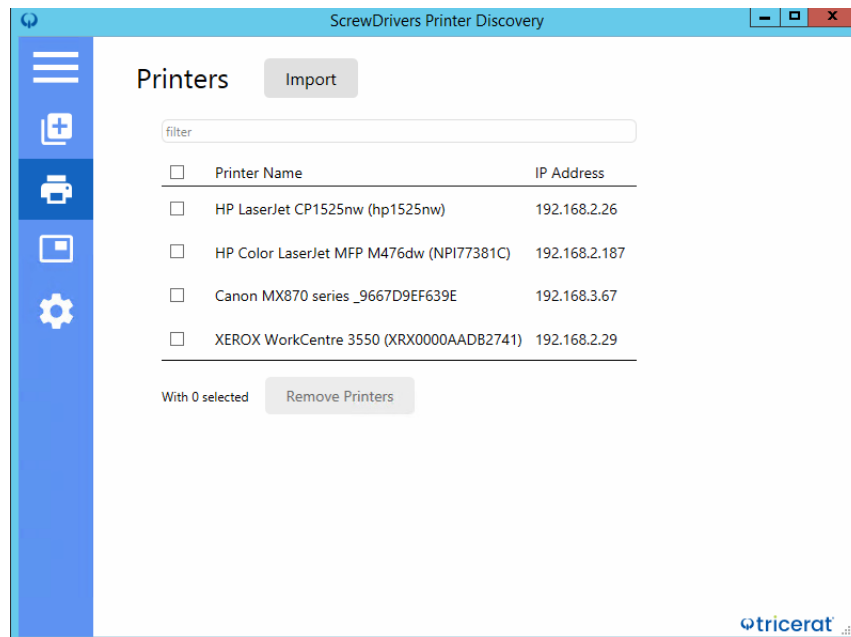 ScrewDrivers Printer Discovery
Printers
Import
filter
Printer Name IP Address
HP LaserJet CP1525nw (hp1525nw) 192.168.2.26
HP Color LaserJet MFP M476dw (NPI77381C) 192.168.2.187
Canon MX870 series _9667D9EF639E 192.168.3.67
XEROX WorkCentre 3550 (XRX0000AADB2741) 192.168.2.29
With 0 selected Remove Printers
tricerat